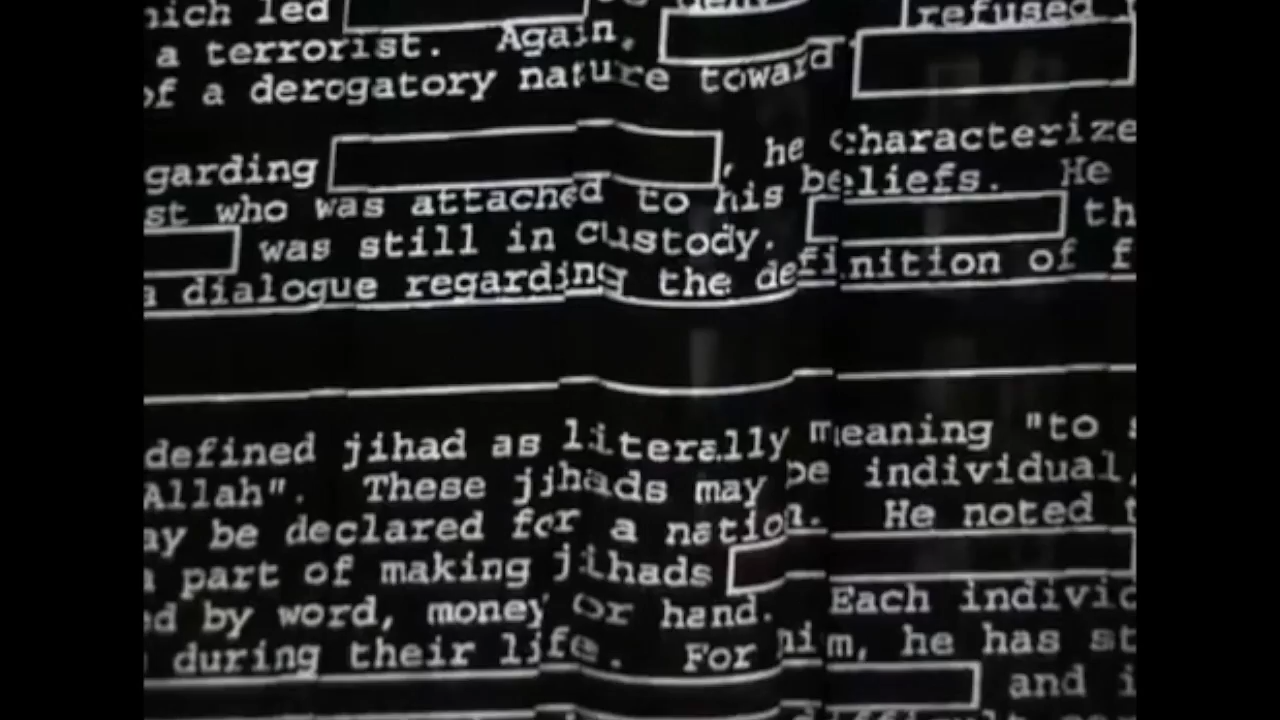 hich led
refused
a terrorist. Again,
of a derogatory nature toward
garding , he characterize
st who was attached to his beliefs. He
was still in custody. th
a dialogue regarding the definition of f
defined jihad as literally meaning "to s
Allah". These jihads may be individual,
ay be declared for a nation. He noted t
a part of making jihads
ed by word, money or hand. Each individ
during their life. For him, he has st
and i